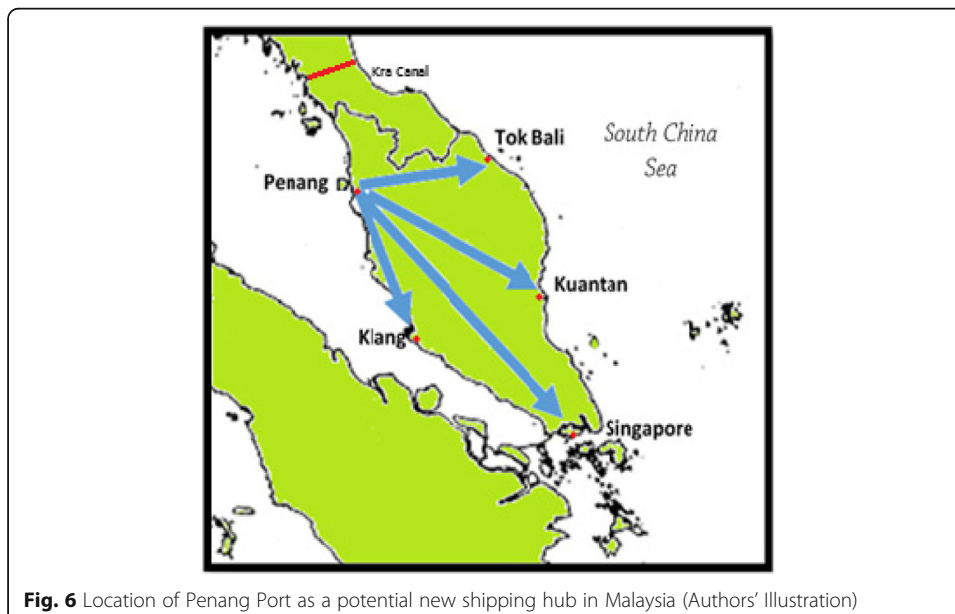 Kra Canal
South China
Sea
Tok Bali
Penang
Kuantan
Klang
Singapore
Fig. 6 Location of Penang Port as a potential new shipping hub in Malaysia (Authors' Illustration)